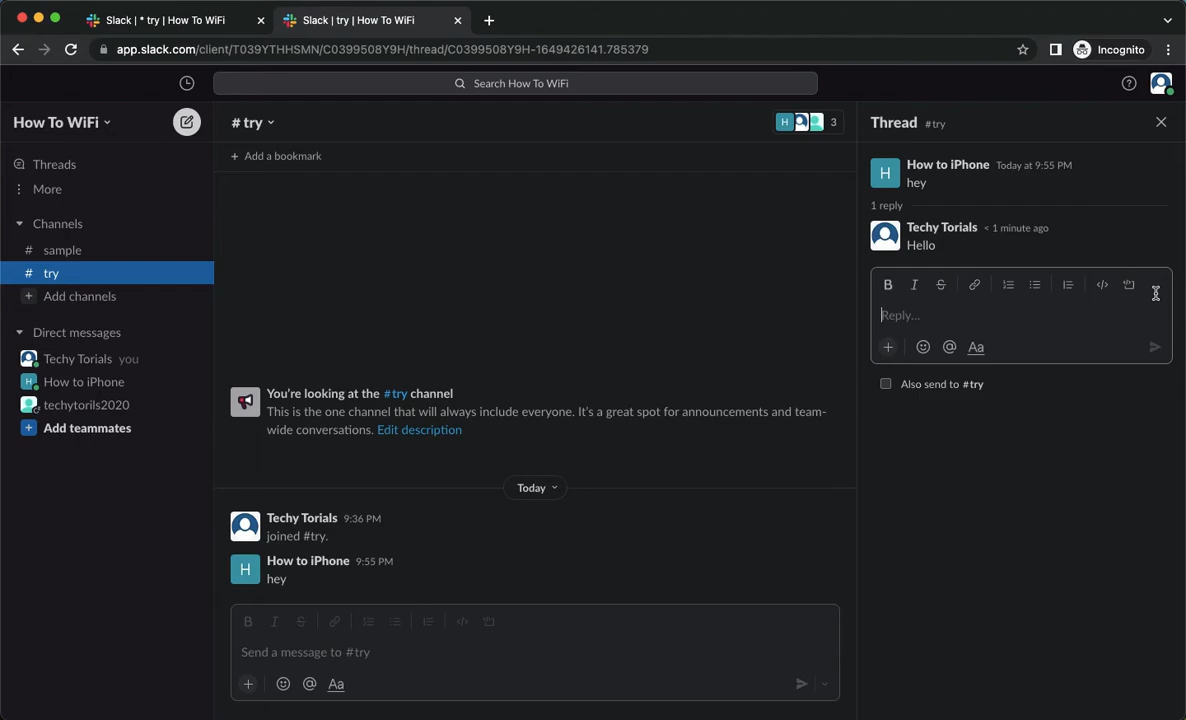 Slack | * try | How To WiFi
Slack | try | How To WiFi
app.slack.com/client/T039YTHHSMN/C0399508Y9H/thread/C0399508Y9H-1649426141.785379
Incognito
Search How To WiFi
How To WiFi
Threads
More
Channels
# sample
# try
+ Add channels
Direct messages
Techy Torials you
H How to iPhone
techytorils2020
+ Add teammates
# try
H 3
+ Add a bookmark
You're looking at the #try channel
This is the one channel that will always include everyone. It's a great spot for announcements and team-
wide conversations. Edit description
Today
Techy Torials 9:36 PM
joined #try.
H How to iPhone 9:55 PM
hey
B I S
Send a message to #try
+ @ Aa
Thread #try
H How to iPhone Today at 9:55 PM
hey
1 reply
Techy Torials < 1 minute ago
Hello
B I S
Reply...
+ @ Aa
Also send to #try